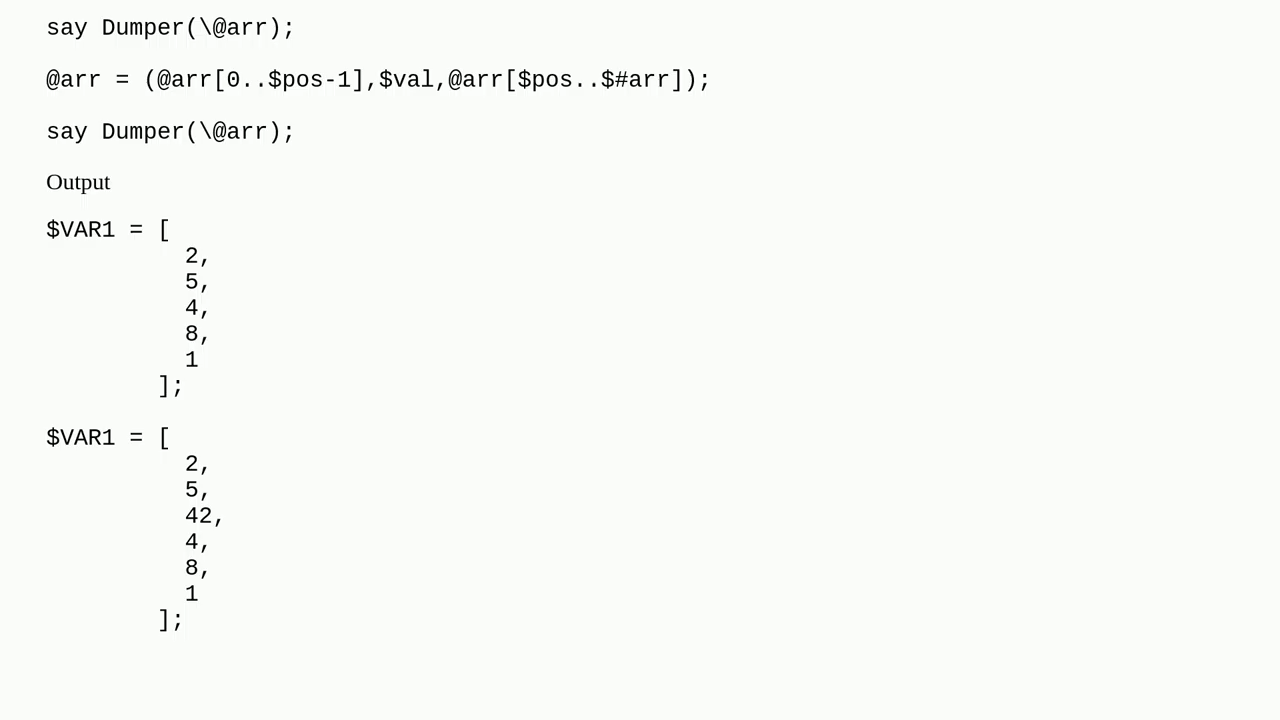 say Dumper(\@arr);
@arr = (@arr[0..$pos-1],$val,@arr[$pos..$#arr]);
say Dumper(\@arr);
Output
$VAR1 = [
          2,
          5,
          4,
          8,
          1
        ];
$VAR1 = [
          2,
          5,
          42,
          4,
          8,
          1
        ];